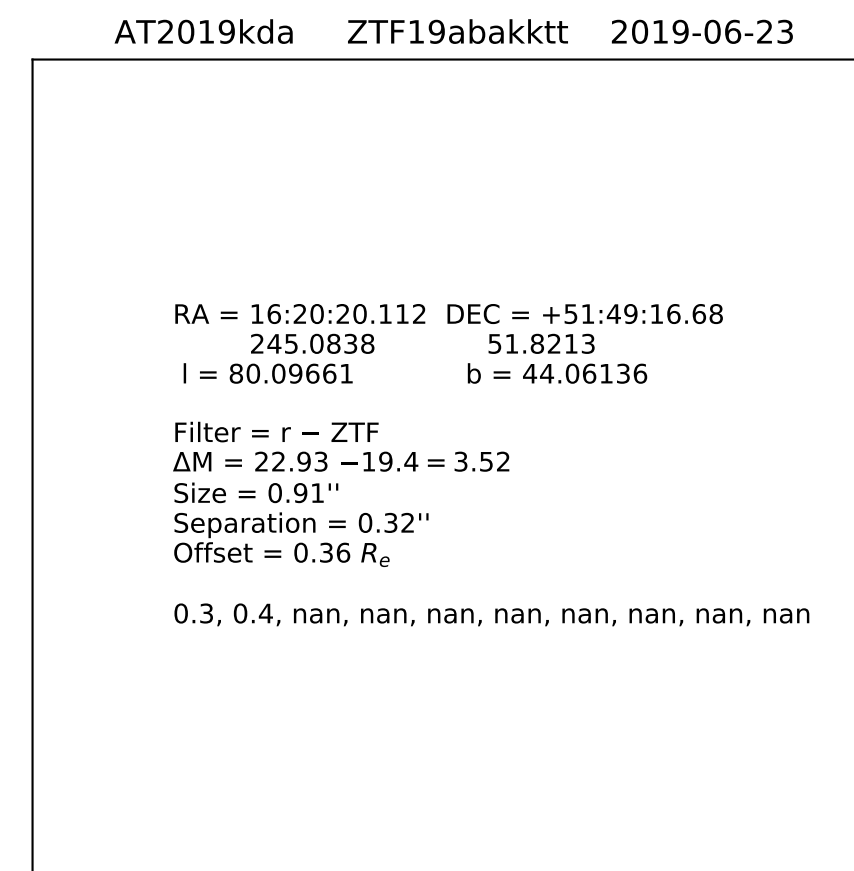 AT2019kda ZTF19abakktt 2019-06-23
RA = 16:20:20.112 DEC = +51:49:16.68
245.0838 51.8213
l = 80.09661 b = 44.06136
Filter = r − ZTF
ΔM = 22.93 −19.4 = 3.52
Size = 0.91''
Separation = 0.32''
Offset = 0.36 Rₑ
0.3, 0.4, nan, nan, nan, nan, nan, nan, nan, nan